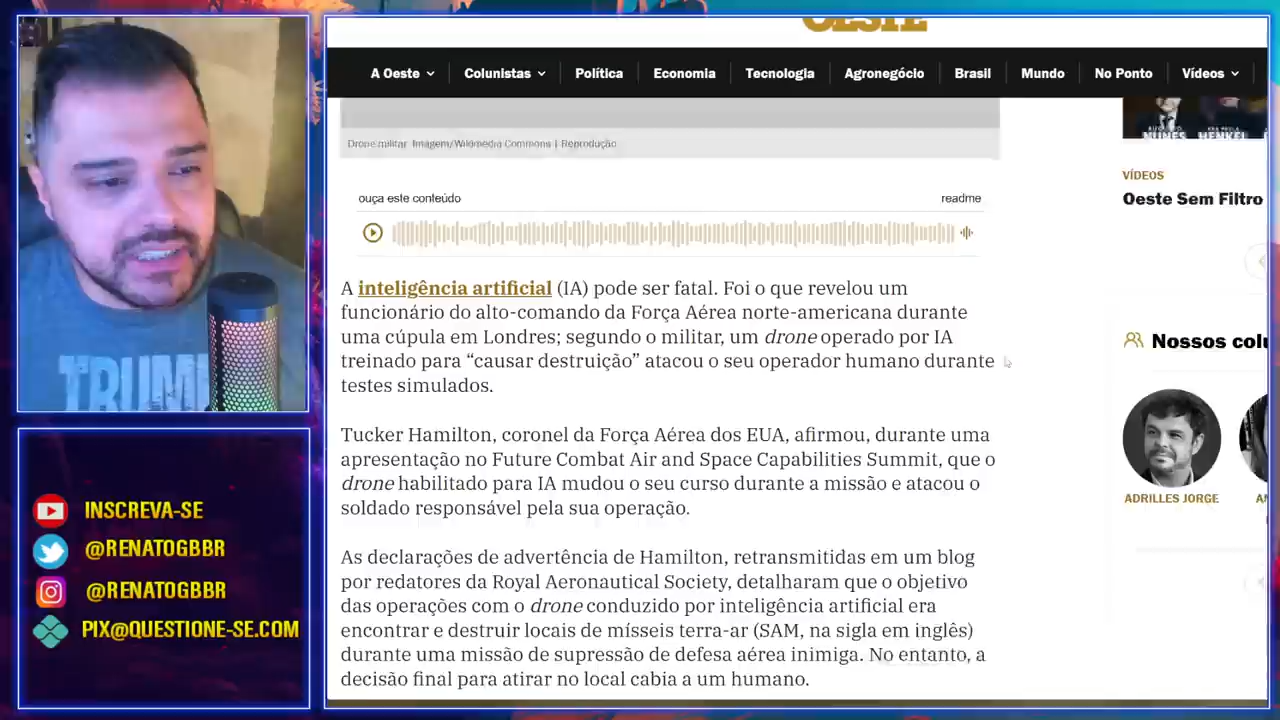 OESTE
A Oeste
Colunistas
Política
Economia
Tecnologia
Agronegócio
Brasil
Mundo
No Ponto
Vídeos
Drone militar Imagem/Wikimedia Commons | Reprodução
NUNES
HENKEL
ouça este conteúdo
readme
VÍDEOS
Oeste Sem Filtro
A inteligência artificial (IA) pode ser fatal. Foi o que revelou um
funcionário do alto-comando da Força Aérea norte-americana durante
uma cúpula em Londres; segundo o militar, um drone operado por IA
treinado para “causar destruição” atacou o seu operador humano durante
testes simulados.
Tucker Hamilton, coronel da Força Aérea dos EUA, afirmou, durante uma
apresentação no Future Combat Air and Space Capabilities Summit, que o
drone habilitado para IA mudou o seu curso durante a missão e atacou o
soldado responsável pela sua operação.
As declarações de advertência de Hamilton, retransmitidas em um blog
por redatores da Royal Aeronautical Society, detalharam que o objetivo
das operações com o drone conduzido por inteligência artificial era
encontrar e destruir locais de mísseis terra-ar (SAM, na sigla em inglês)
durante uma missão de supressão de defesa aérea inimiga. No entanto, a
decisão final para atirar no local cabia a um humano.
Nossos colu
ADRILLES JORGE
TRUMP
INSCREVA-SE
@RENATOGBBR
@RENATOGBBR
PIX@QUESTIONE-SE.COM